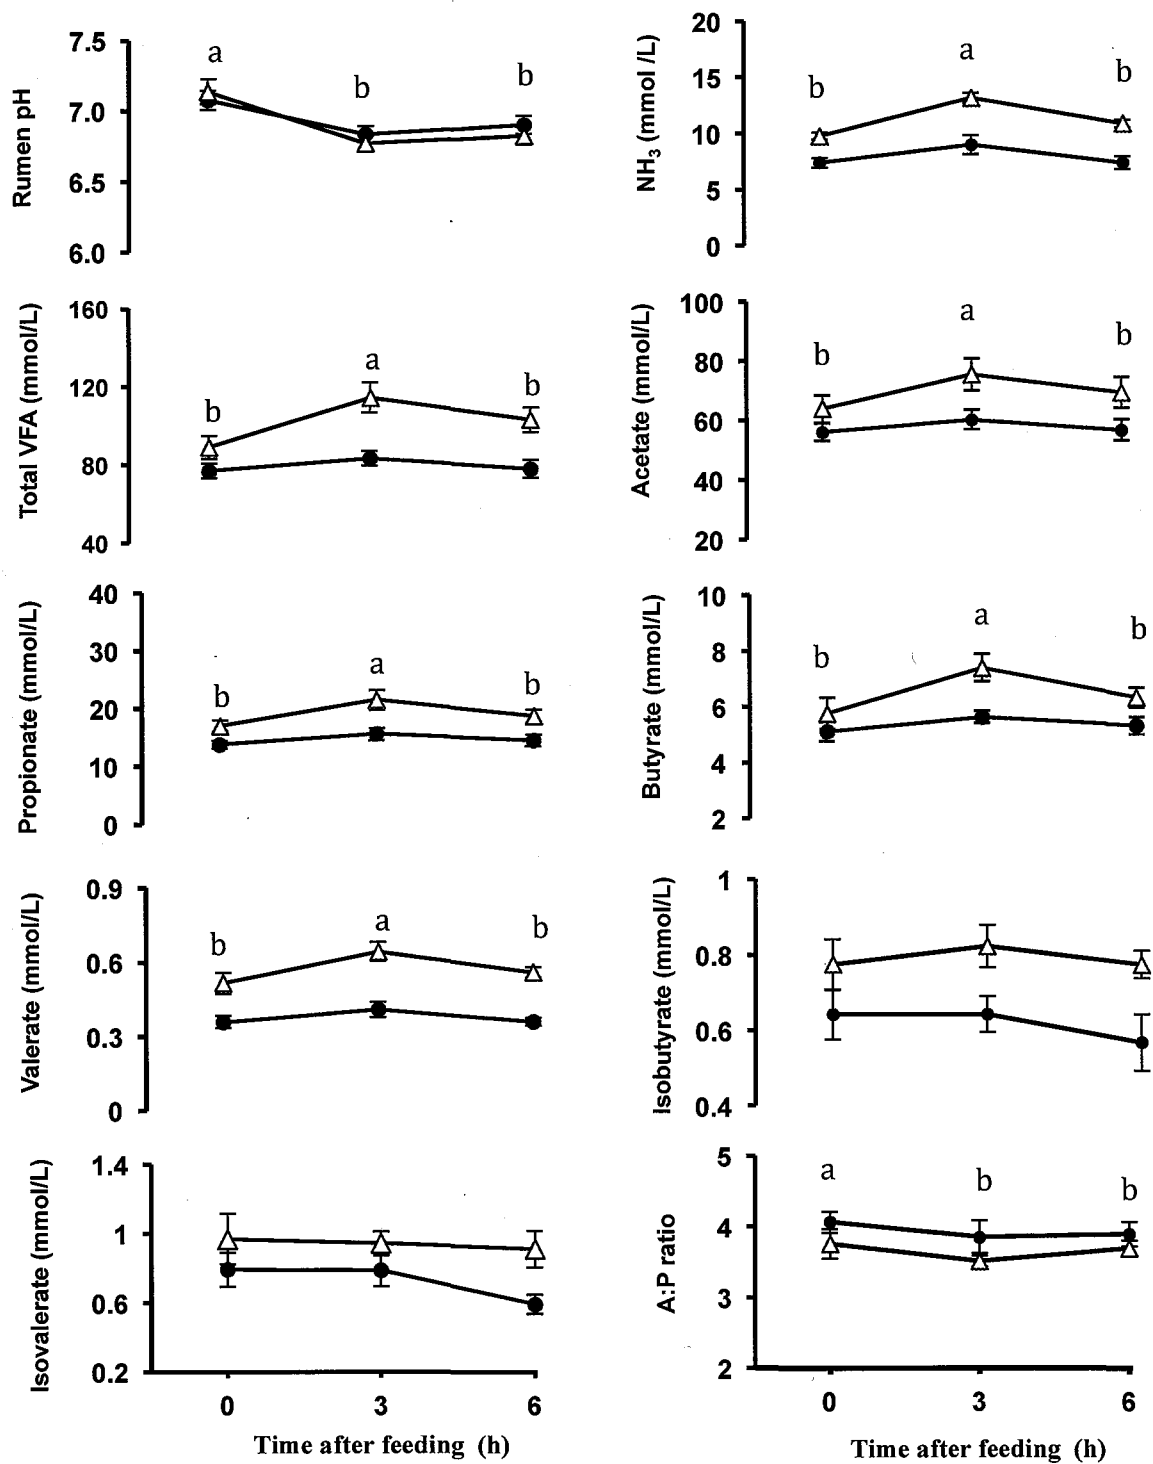 Rumen pH
7.5
7.0
6.5
6.0
a
b
b
NH3 (mmol /L)
20
15
10
5
0
b
a
b
Total VFA (mmol/L)
160
120
80
40
b
a
b
Acetate (mmol/L)
100
80
60
40
20
b
a
b
Propionate (mmol/L)
40
30
20
10
0
b
a
b
Butyrate (mmol/L)
10
8
6
4
2
b
a
b
Valerate (mmol/L)
0.9
0.6
0.3
0
b
a
b
Isobutyrate (mmol/L)
1
0.8
0.6
0.4
Isovalerate (mmol/L)
1.4
1
0.6
0.2
0 3 6
Time after feeding (h)
A:P ratio
5
4
3
2
a
b
b
0 3 6
Time after feeding (h)